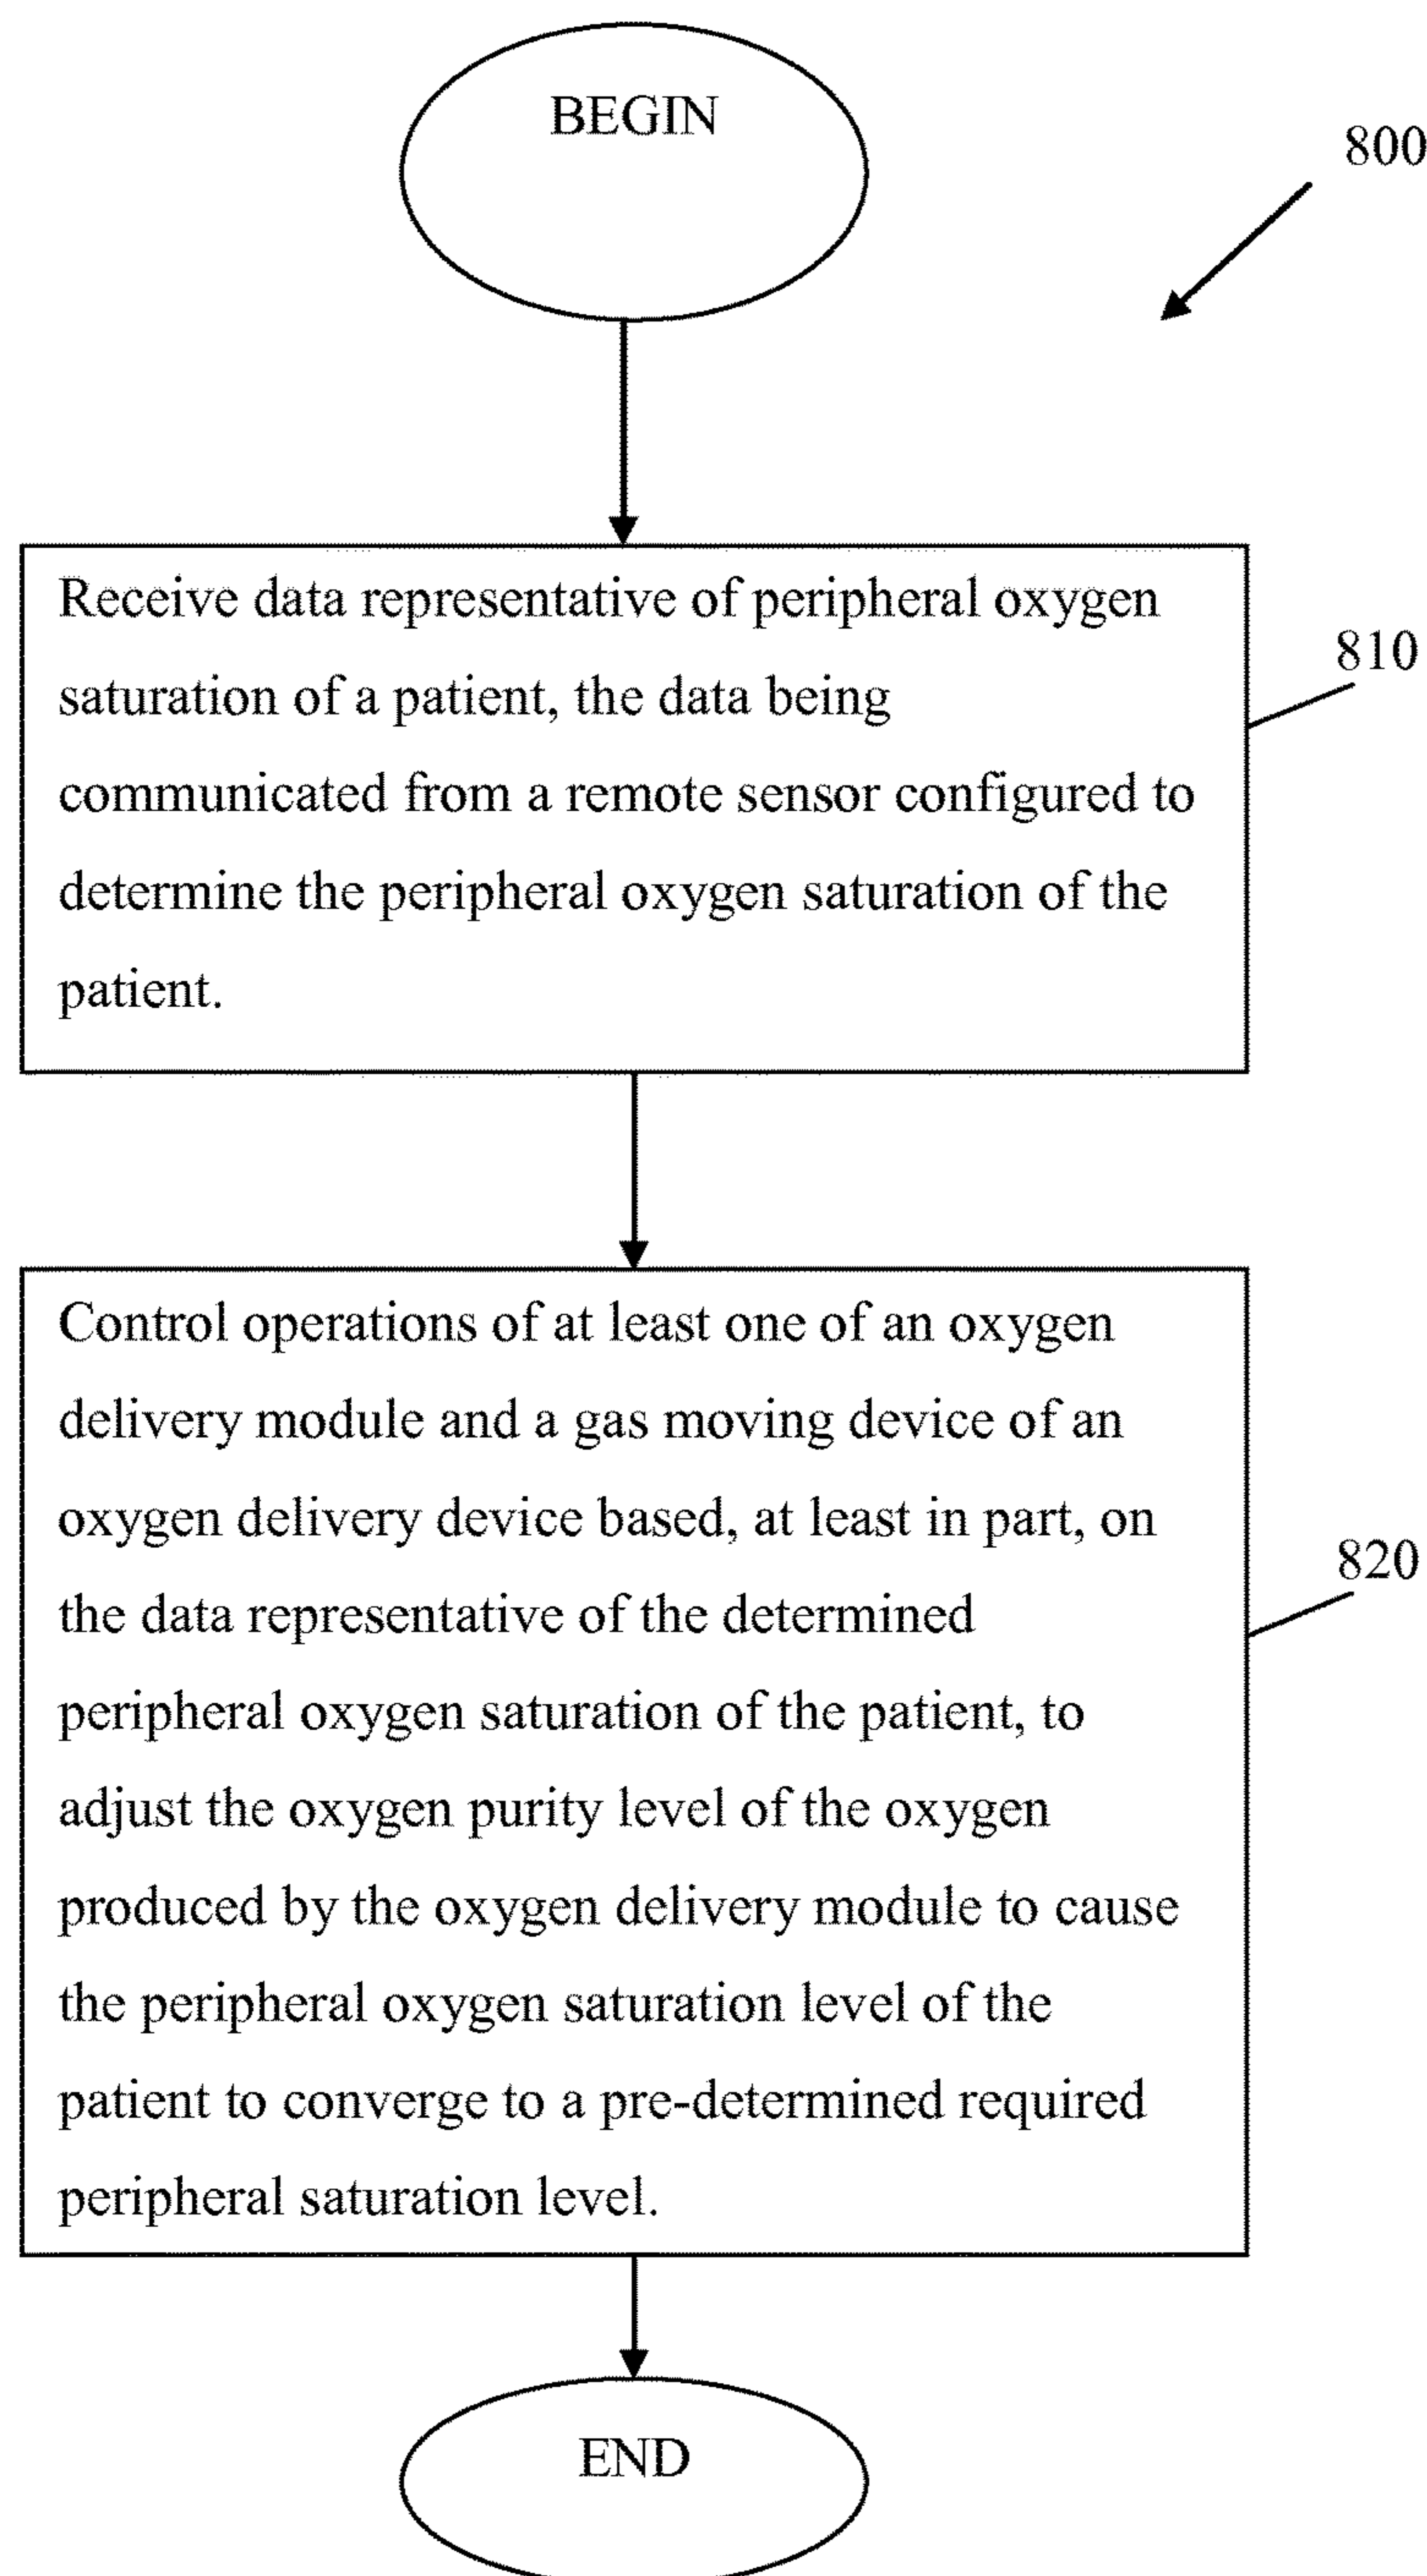 BEGIN
800
Receive data representative of peripheral oxygen
saturation of a patient, the data being
communicated from a remote sensor configured to
determine the peripheral oxygen saturation of the
patient.
810
Control operations of at least one of an oxygen
delivery module and a gas moving device of an
oxygen delivery device based, at least in part, on
the data representative of the determined
peripheral oxygen saturation of the patient, to
adjust the oxygen purity level of the oxygen
produced by the oxygen delivery module to cause
the peripheral oxygen saturation level of the
patient to converge to a pre-determined required
peripheral saturation level.
820
END